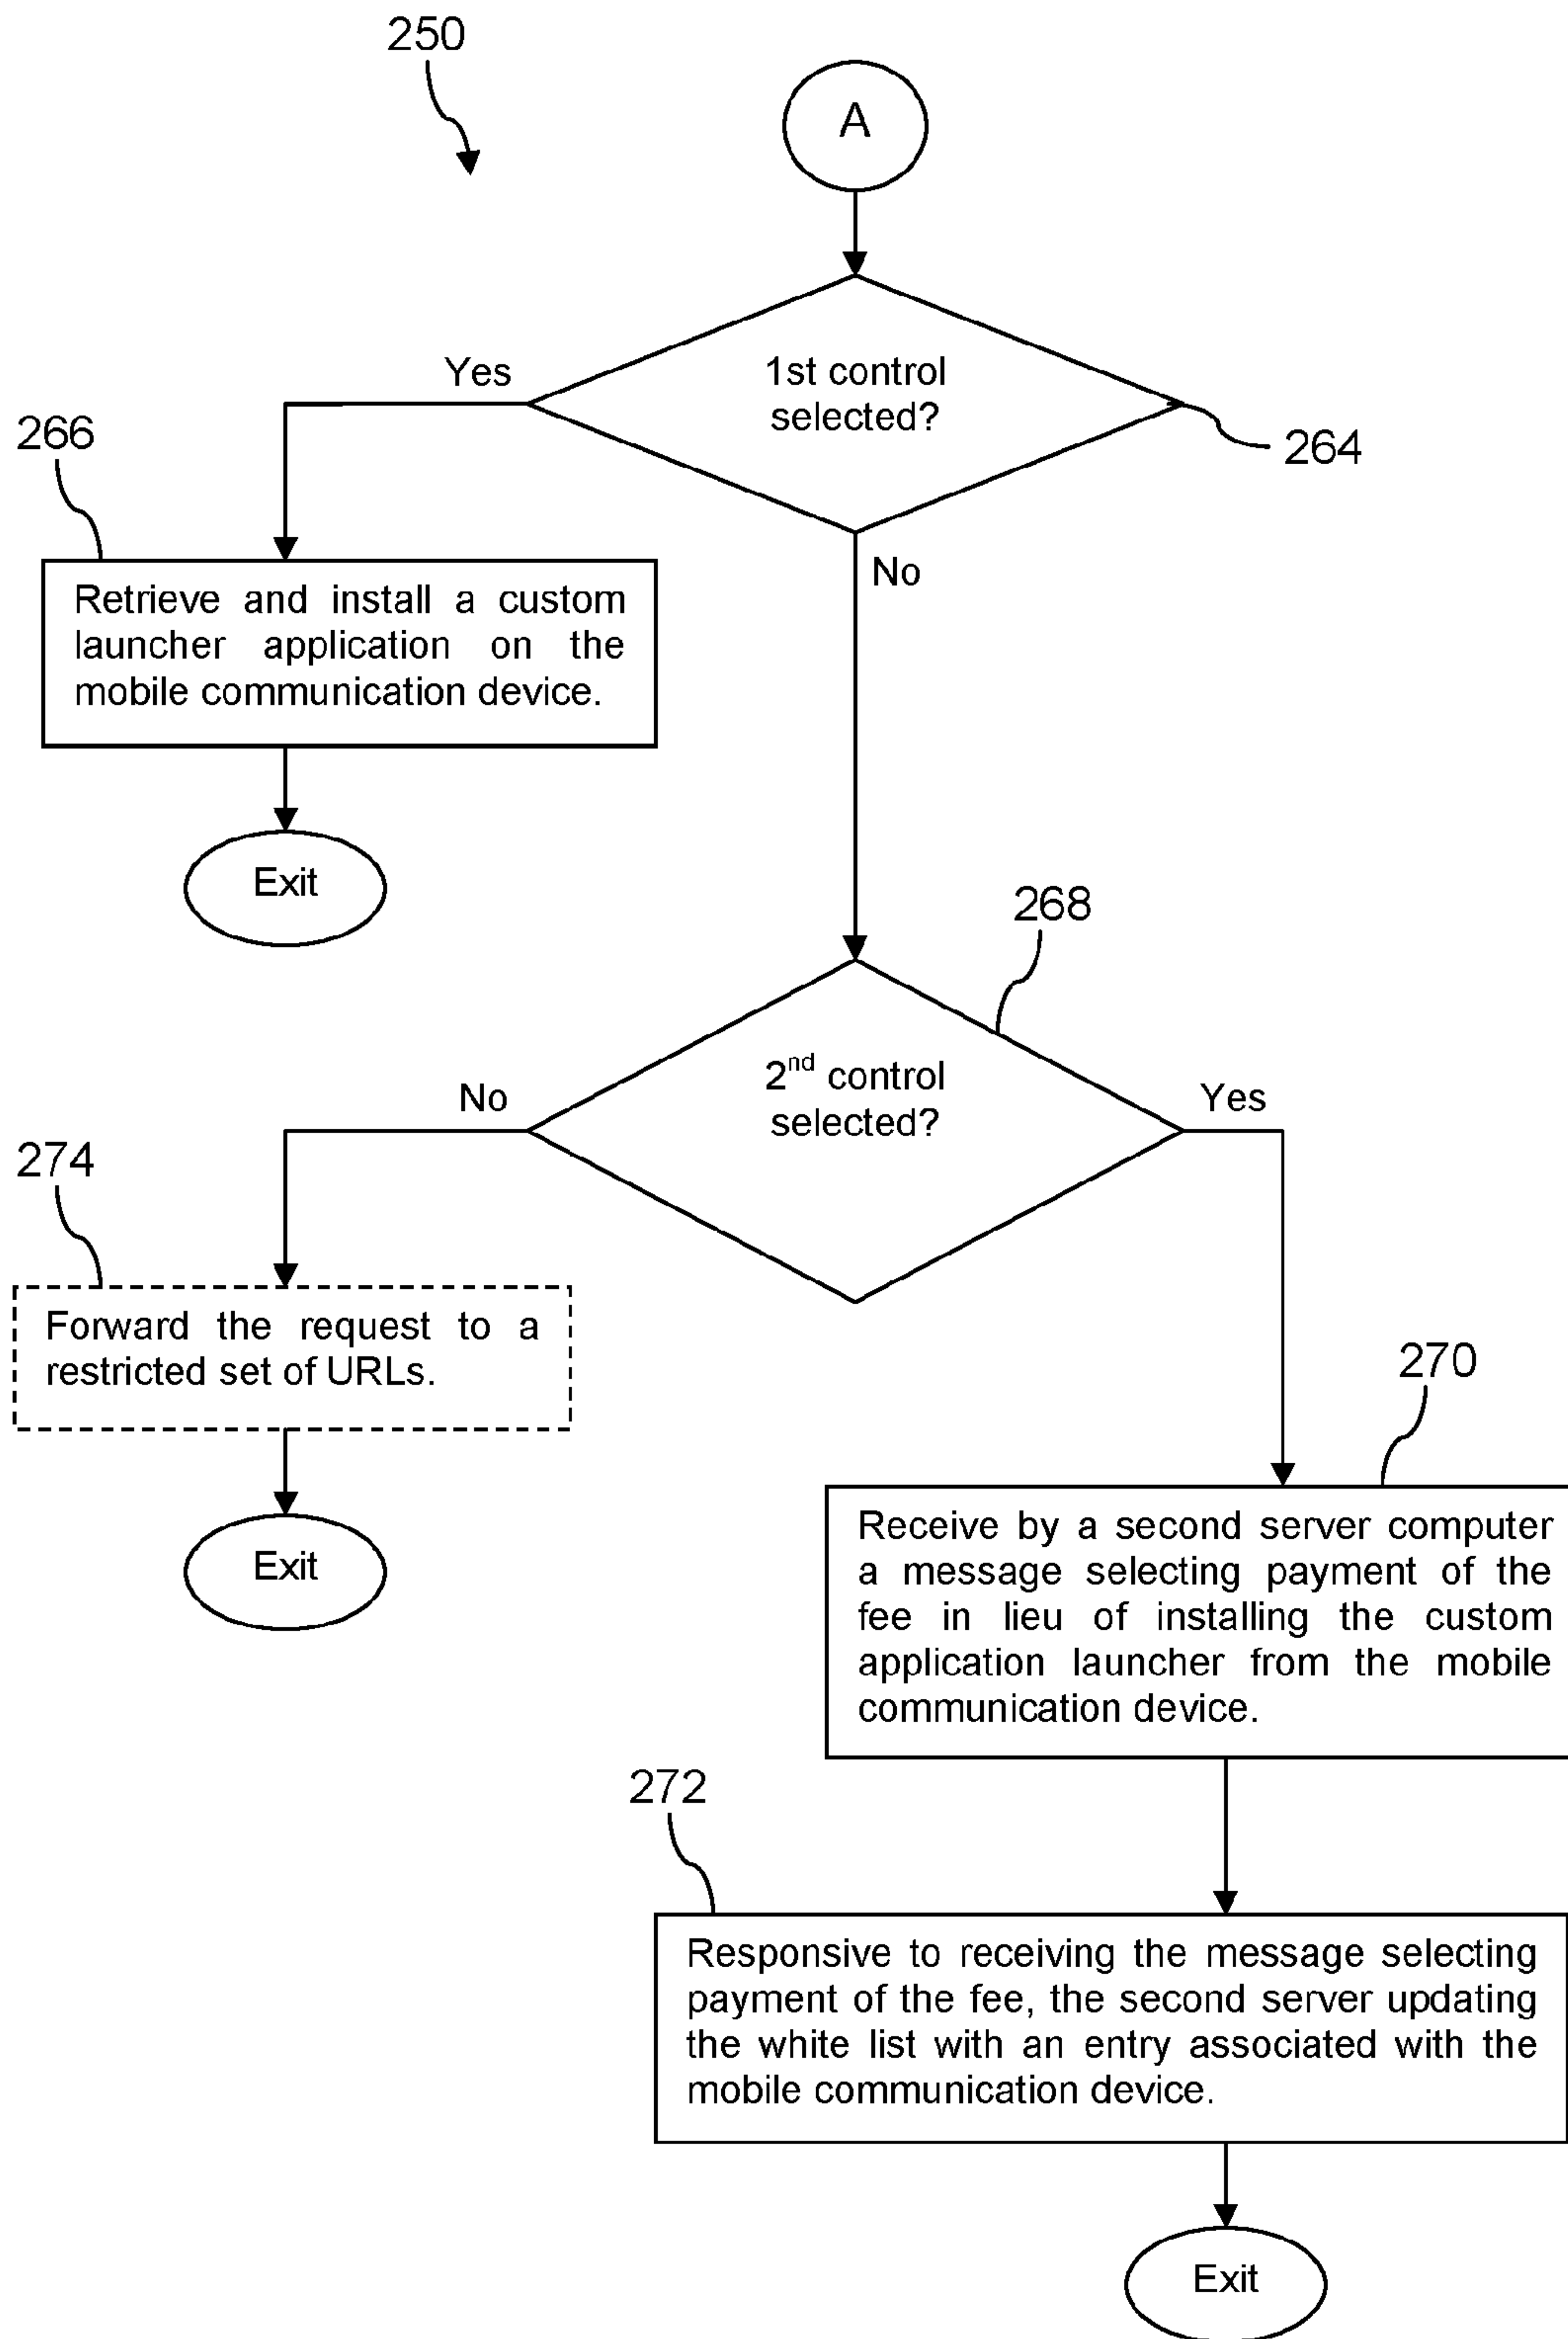 250
A
1st control
selected?
Yes
264
266
No
Retrieve and install a custom
launcher application on the
mobile communication device.
Exit
268
2nd control
selected?
No
Yes
274
Forward the request to a
restricted set of URLs.
Exit
270
Receive by a second server computer
a message selecting payment of the
fee in lieu of installing the custom
application launcher from the mobile
communication device.
272
Responsive to receiving the message selecting
payment of the fee, the second server updating
the white list with an entry associated with the
mobile communication device.
Exit